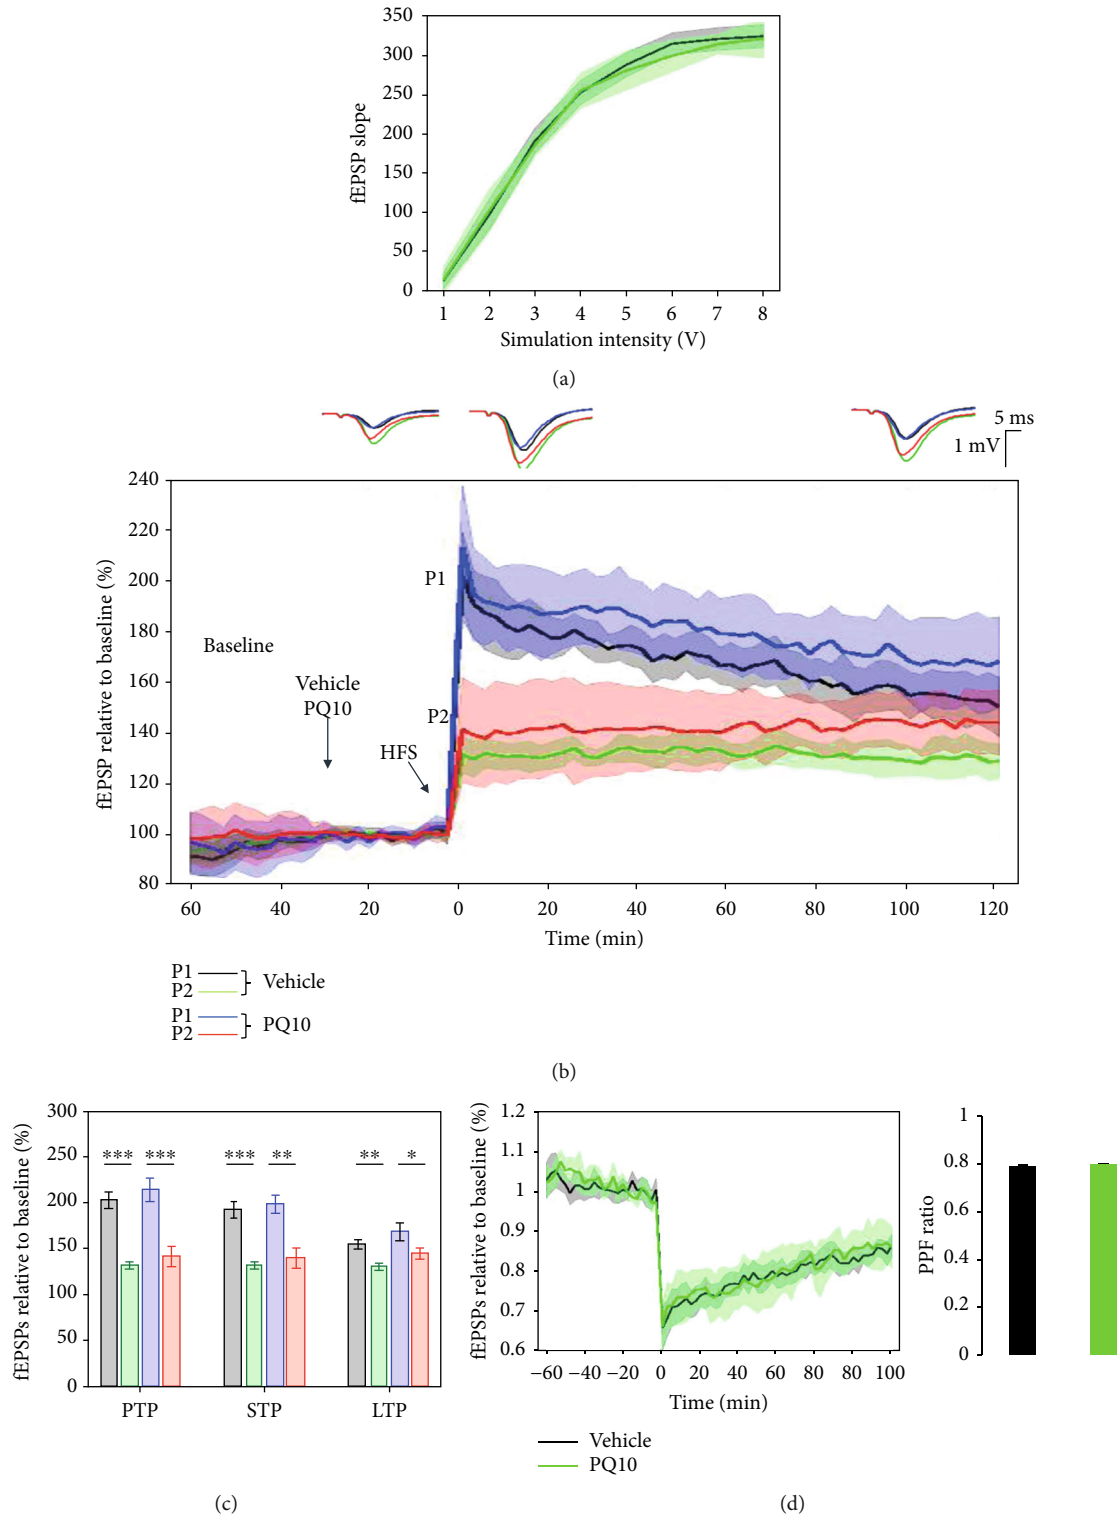 350
300
250
200
150
100
50
0
fEPSP slope
1 2 3 4 5 6 7 8
Simulation intensity (V)
(a)
5 ms
1 mV
240
220
200
180
160
140
120
100
80
fEPSP relative to baseline (%)
P1
Baseline
Vehicle
PQ10
P2
HFS
60 40 20 0 20 40 60 80 100 120
Time (min)
P1
P2
Vehicle
P1
P2
PQ10
(b)
300
250
200
150
100
50
0
fEPSPs relative to baseline (%)
*** *** *** ** ** *
PTP STP LTP
(c)
1.2
1.1
1
0.9
0.8
0.7
0.6
fEPSPs relative to baseline (%)
−60 −40 −20 0 20 40 60 80 100
Time (min)
Vehicle
PQ10
1
0.8
0.6
0.4
0.2
0
PPF ratio
(d)